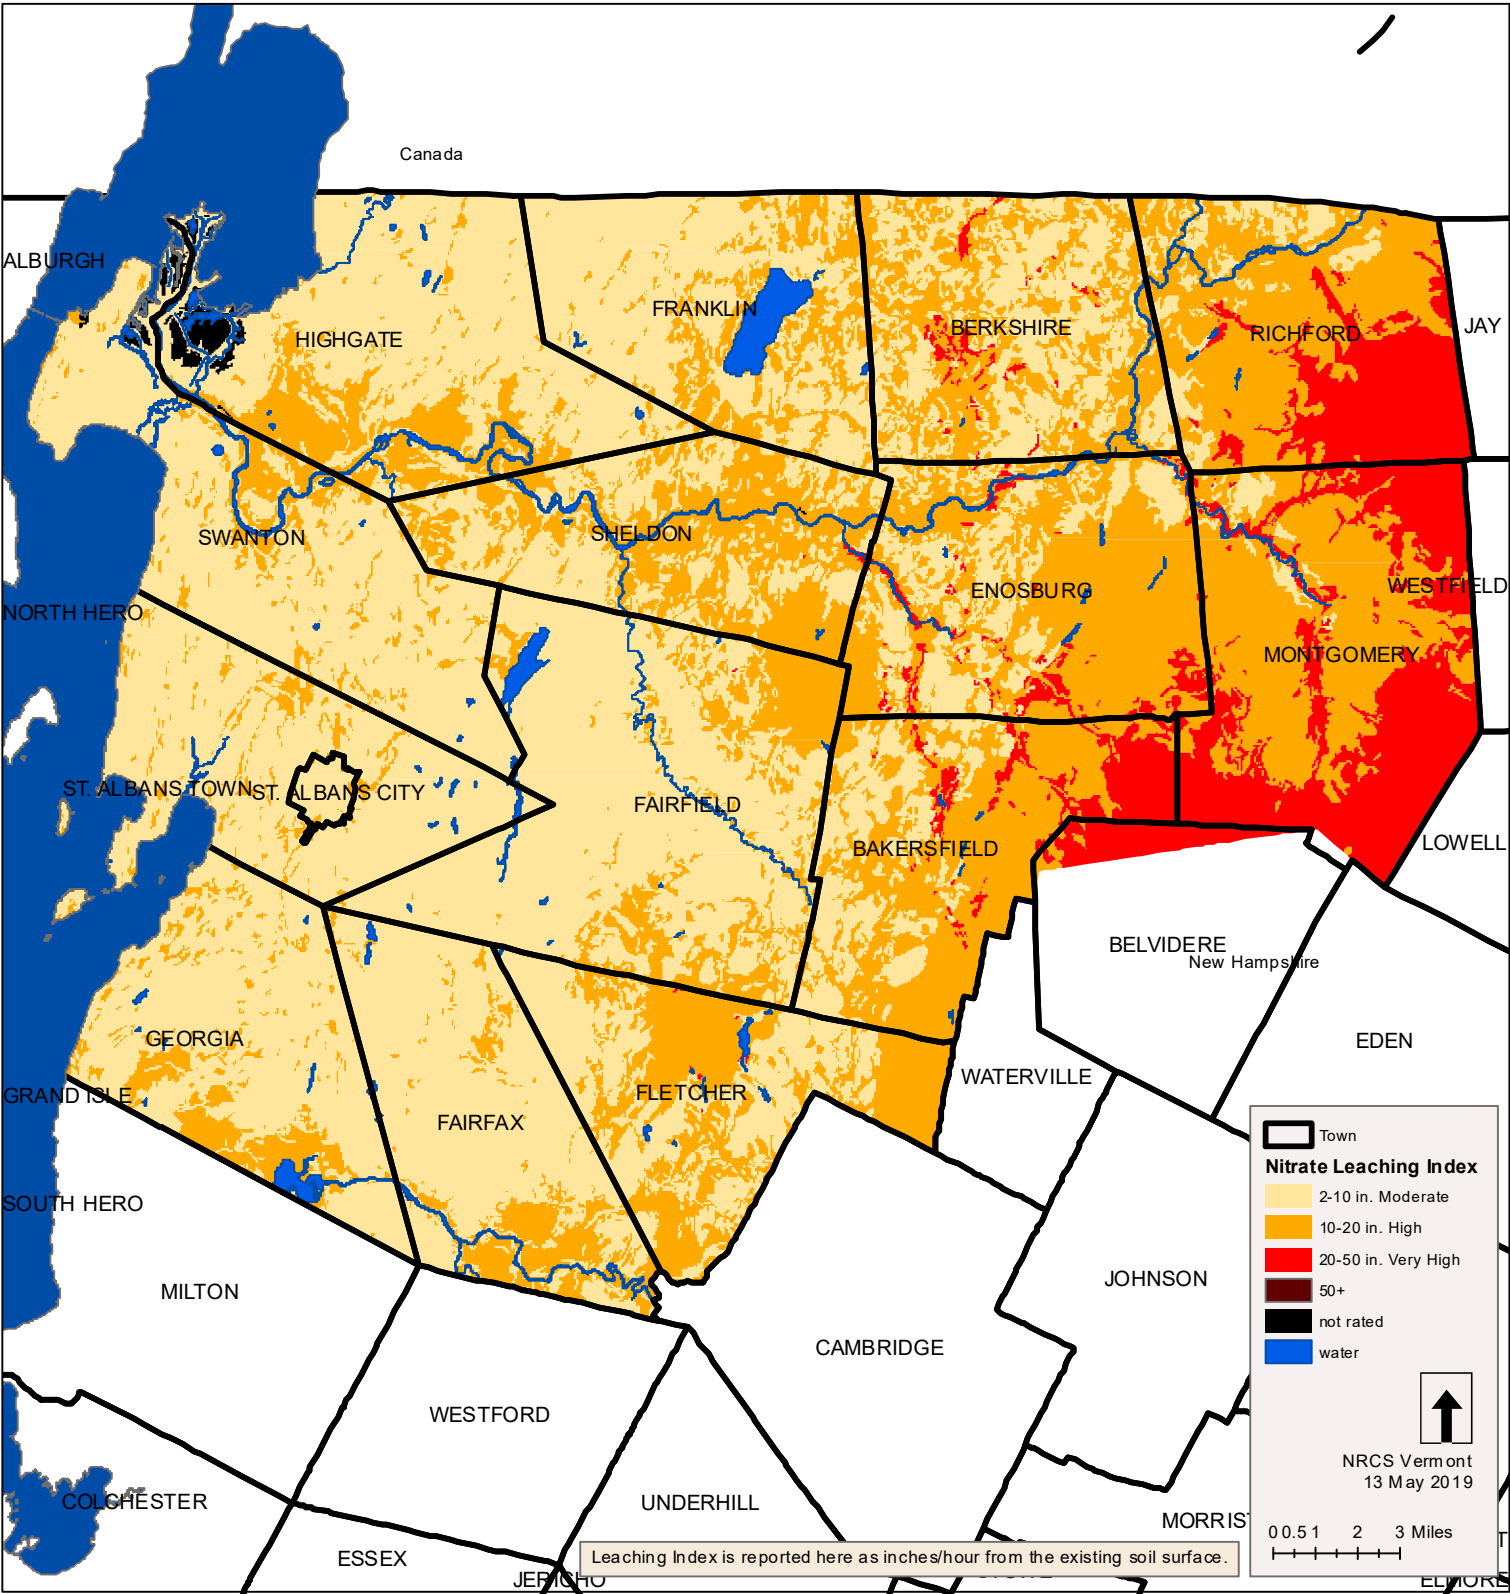 Canada
ALBURGH
HIGHGATE
FRANKLIN
BERKSHIRE
RICHFORD
JAY
SWANTON
SHELDON
ENOSBURG
WESTFIELD
NORTH HERO
MONTGOMERY
ST. ALBANS TOWN
ST. ALBANS CITY
FAIRFIELD
BAKERSFIELD
LOWELL
BELVIDERE
New Hampshire
GEORGIA
EDEN
GRAND ISLE
WATERVILLE
FLETCHER
FAIRFAX
SOUTH HERO
MILTON
JOHNSON
CAMBRIDGE
WESTFORD
COLCHESTER
UNDERHILL
MORRIST
ESSEX
JERICHO
ELMORE
Town
Nitrate Leaching Index
2-10 in. Moderate
10-20 in. High
20-50 in. Very High
50+
not rated
water
NRCS Vermont
13 May 2019
0 0.5 1 2 3 Miles
Leaching Index is reported here as inches/hour from the existing soil surface.